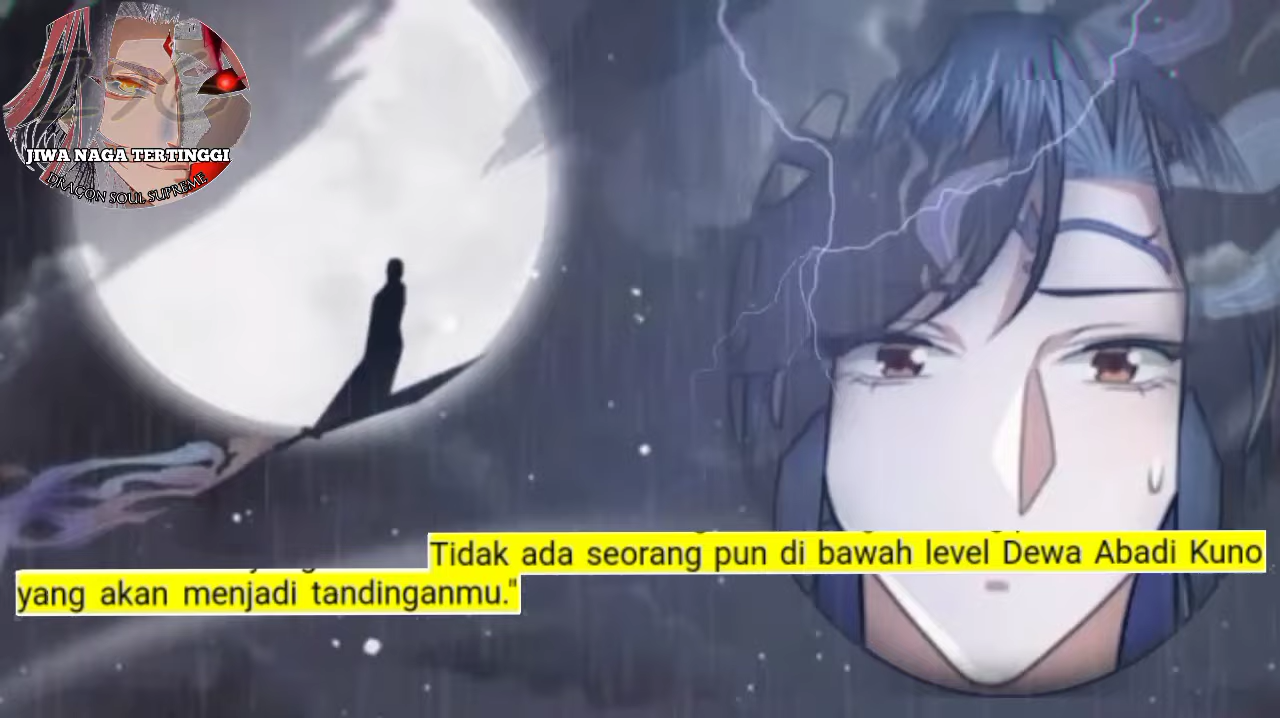 JIWA NAGA TERTINGGI
DRAGON SOUL SUPREME
Tidak ada seorang pun di bawah level Dewa Abadi Kuno
yang akan menjadi tandinganmu."